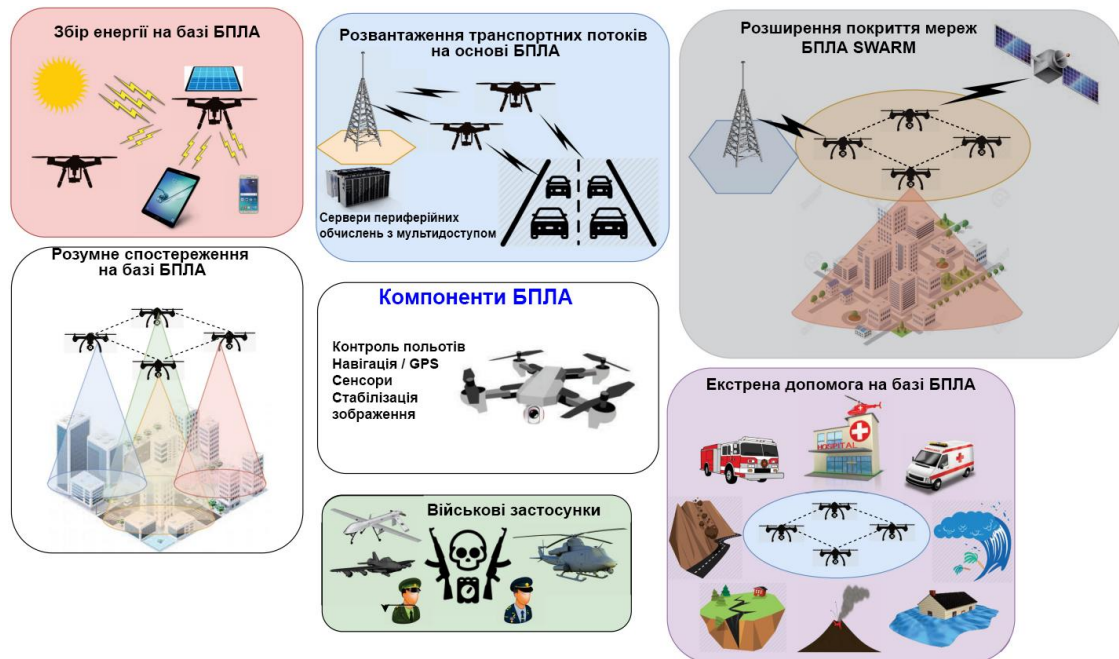 Збір енергії на базі БПЛА
Розвантаження транспортних потоків
на основі БПЛА
Сервери периферійних
обчислень з мультидоступом
Розширення покриття мереж
БПЛА SWARM
Розумне спостереження
на базі БПЛА
Компоненти БПЛА
Контроль польотів
Навігація / GPS
Сенсори
Стабілізація
зображення
Військові застосунки
Екстрена допомога на базі БПЛА
HOSPITAL